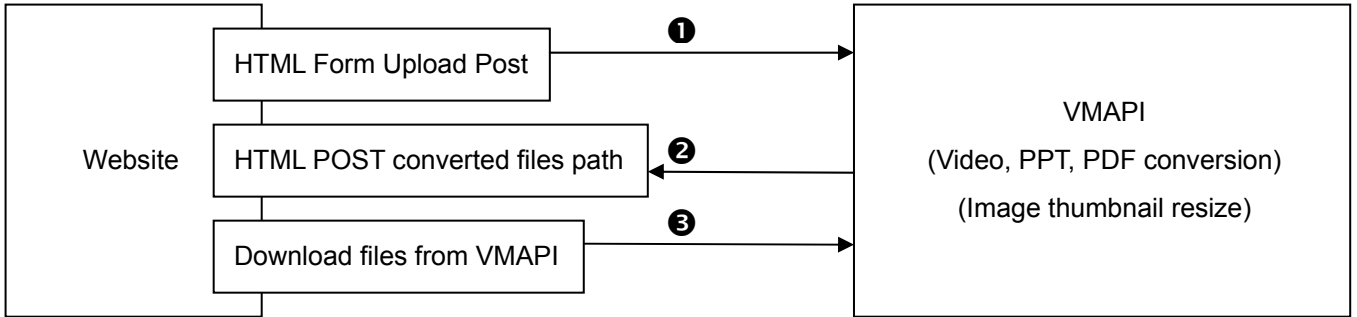 ❶
HTML Form Upload Post
VMAPI
Website
HTML POST converted files path
❷
(Video, PPT, PDF conversion)
(Image thumbnail resize)
❸
Download files from VMAPI